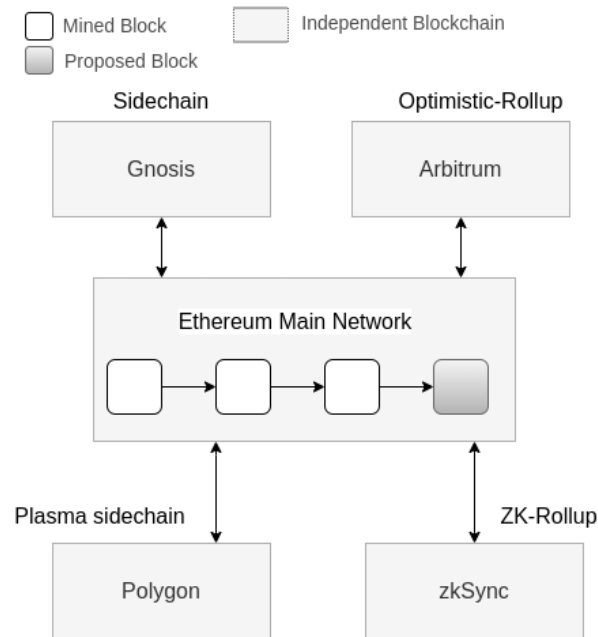 Mined Block
Independent Blockchain
Proposed Block
Sidechain
Optimistic-Rollup
Gnosis
Arbitrum
Ethereum Main Network
Plasma sidechain
ZK-Rollup
Polygon
zkSync